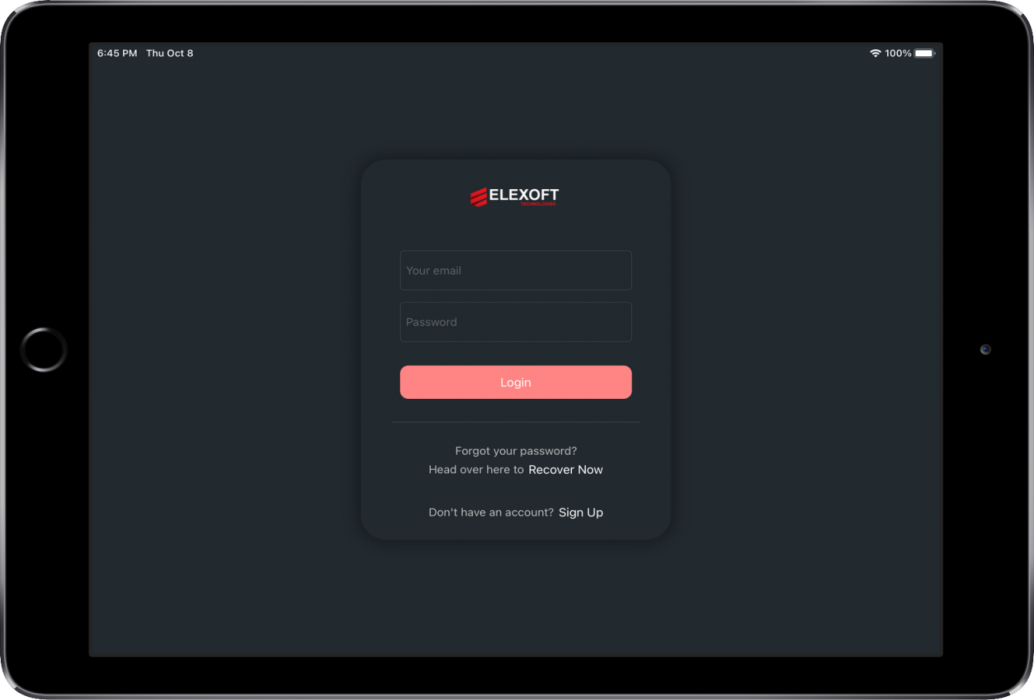 6:45 PM Thu Oct 8 100%
ELEXOFT
TECHNOLOGIES
Your email
Password
Login
Forgot your password?
Head over here to Recover Now
Don't have an account? Sign Up